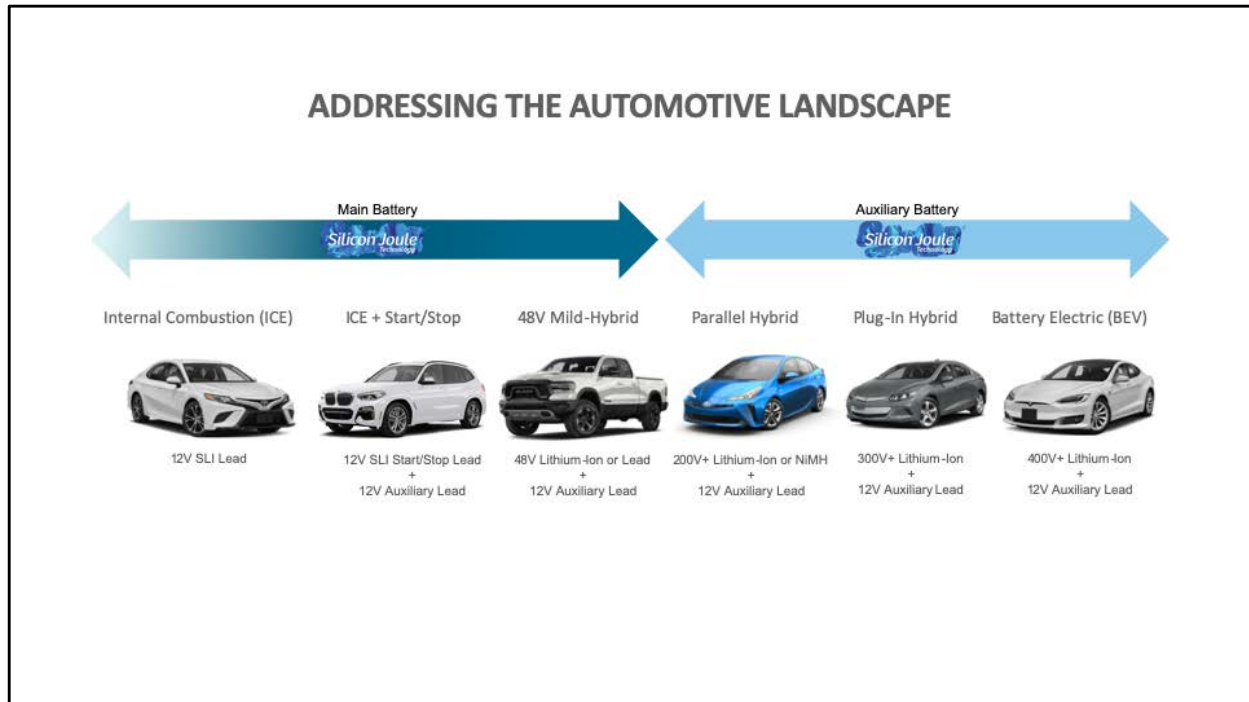 ADDRESSING THE AUTOMOTIVE LANDSCAPE
Main Battery
Silicon Joule
Technology
Auxiliary Battery
Silicon Joule
Technology
Internal Combustion (ICE)
ICE + Start/Stop
48V Mild-Hybrid
Parallel Hybrid
Plug-In Hybrid
Battery Electric (BEV)
12V SLI Lead
12V SLI Start/Stop Lead
+
12V Auxiliary Lead
48V Lithium-Ion or Lead
+
12V Auxiliary Lead
200V+ Lithium-Ion or NiMH
+
12V Auxiliary Lead
300V+ Lithium-Ion
+
12V Auxiliary Lead
400V+ Lithium-Ion
+
12V Auxiliary Lead